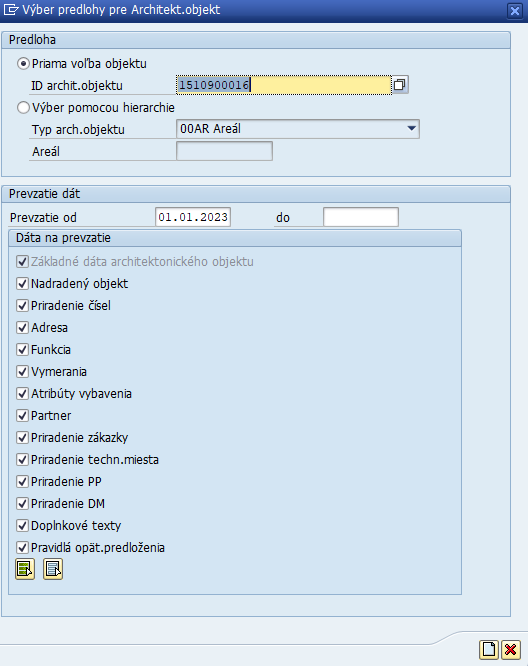 Výber predlohy pre Architekt.objekt
Predloha
Priama voľba objektu
ID archit.objektu 1510900016
Výber pomocou hierarchie
Typ arch.objektu 00AR Areál
Areál
Prevzatie dát
Prevzatie od 01.01.2023 do
Dáta na prevzatie
Základné dáta architektonického objektu
Nadradený objekt
Priradenie čísel
Adresa
Funkcia
Vymerania
Atribúty vybavenia
Partner
Priradenie zákazky
Priradenie techn.miesta
Priradenie PP
Priradenie DM
Doplnkové texty
Pravidlá opät.predloženia